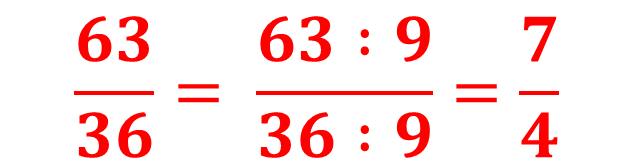 63/36 = 63 : 9/36 : 9 = 7/4